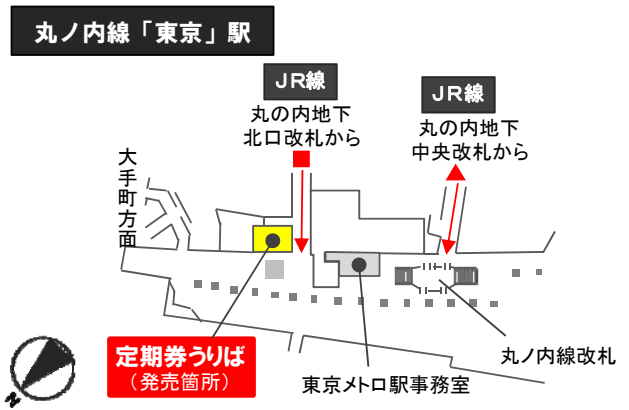 丸ノ内線「東京」駅
JR線
丸の内地下
北口改札から
JR線
丸の内地下
中央改札から
大手町方面
定期券うりば
（発売箇所）
東京メトロ駅事務室
丸ノ内線改札
N